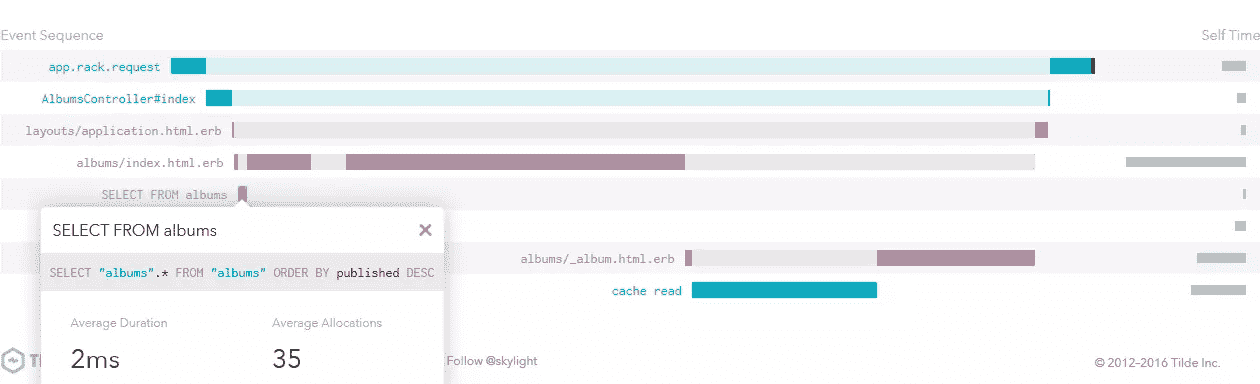 Event Sequence Self Time
app.rack.request
AlbumsController#index
layouts/application.html.erb
albums/index.html.erb
SELECT FROM albums
SELECT FROM albums
SELECT "albums".* FROM "albums" ORDER BY published DESC
albums/_album.html.erb
cache read
Average Duration Average Allocations
2ms 35
Follow @skylight
© 2012–2016 Tilde Inc.